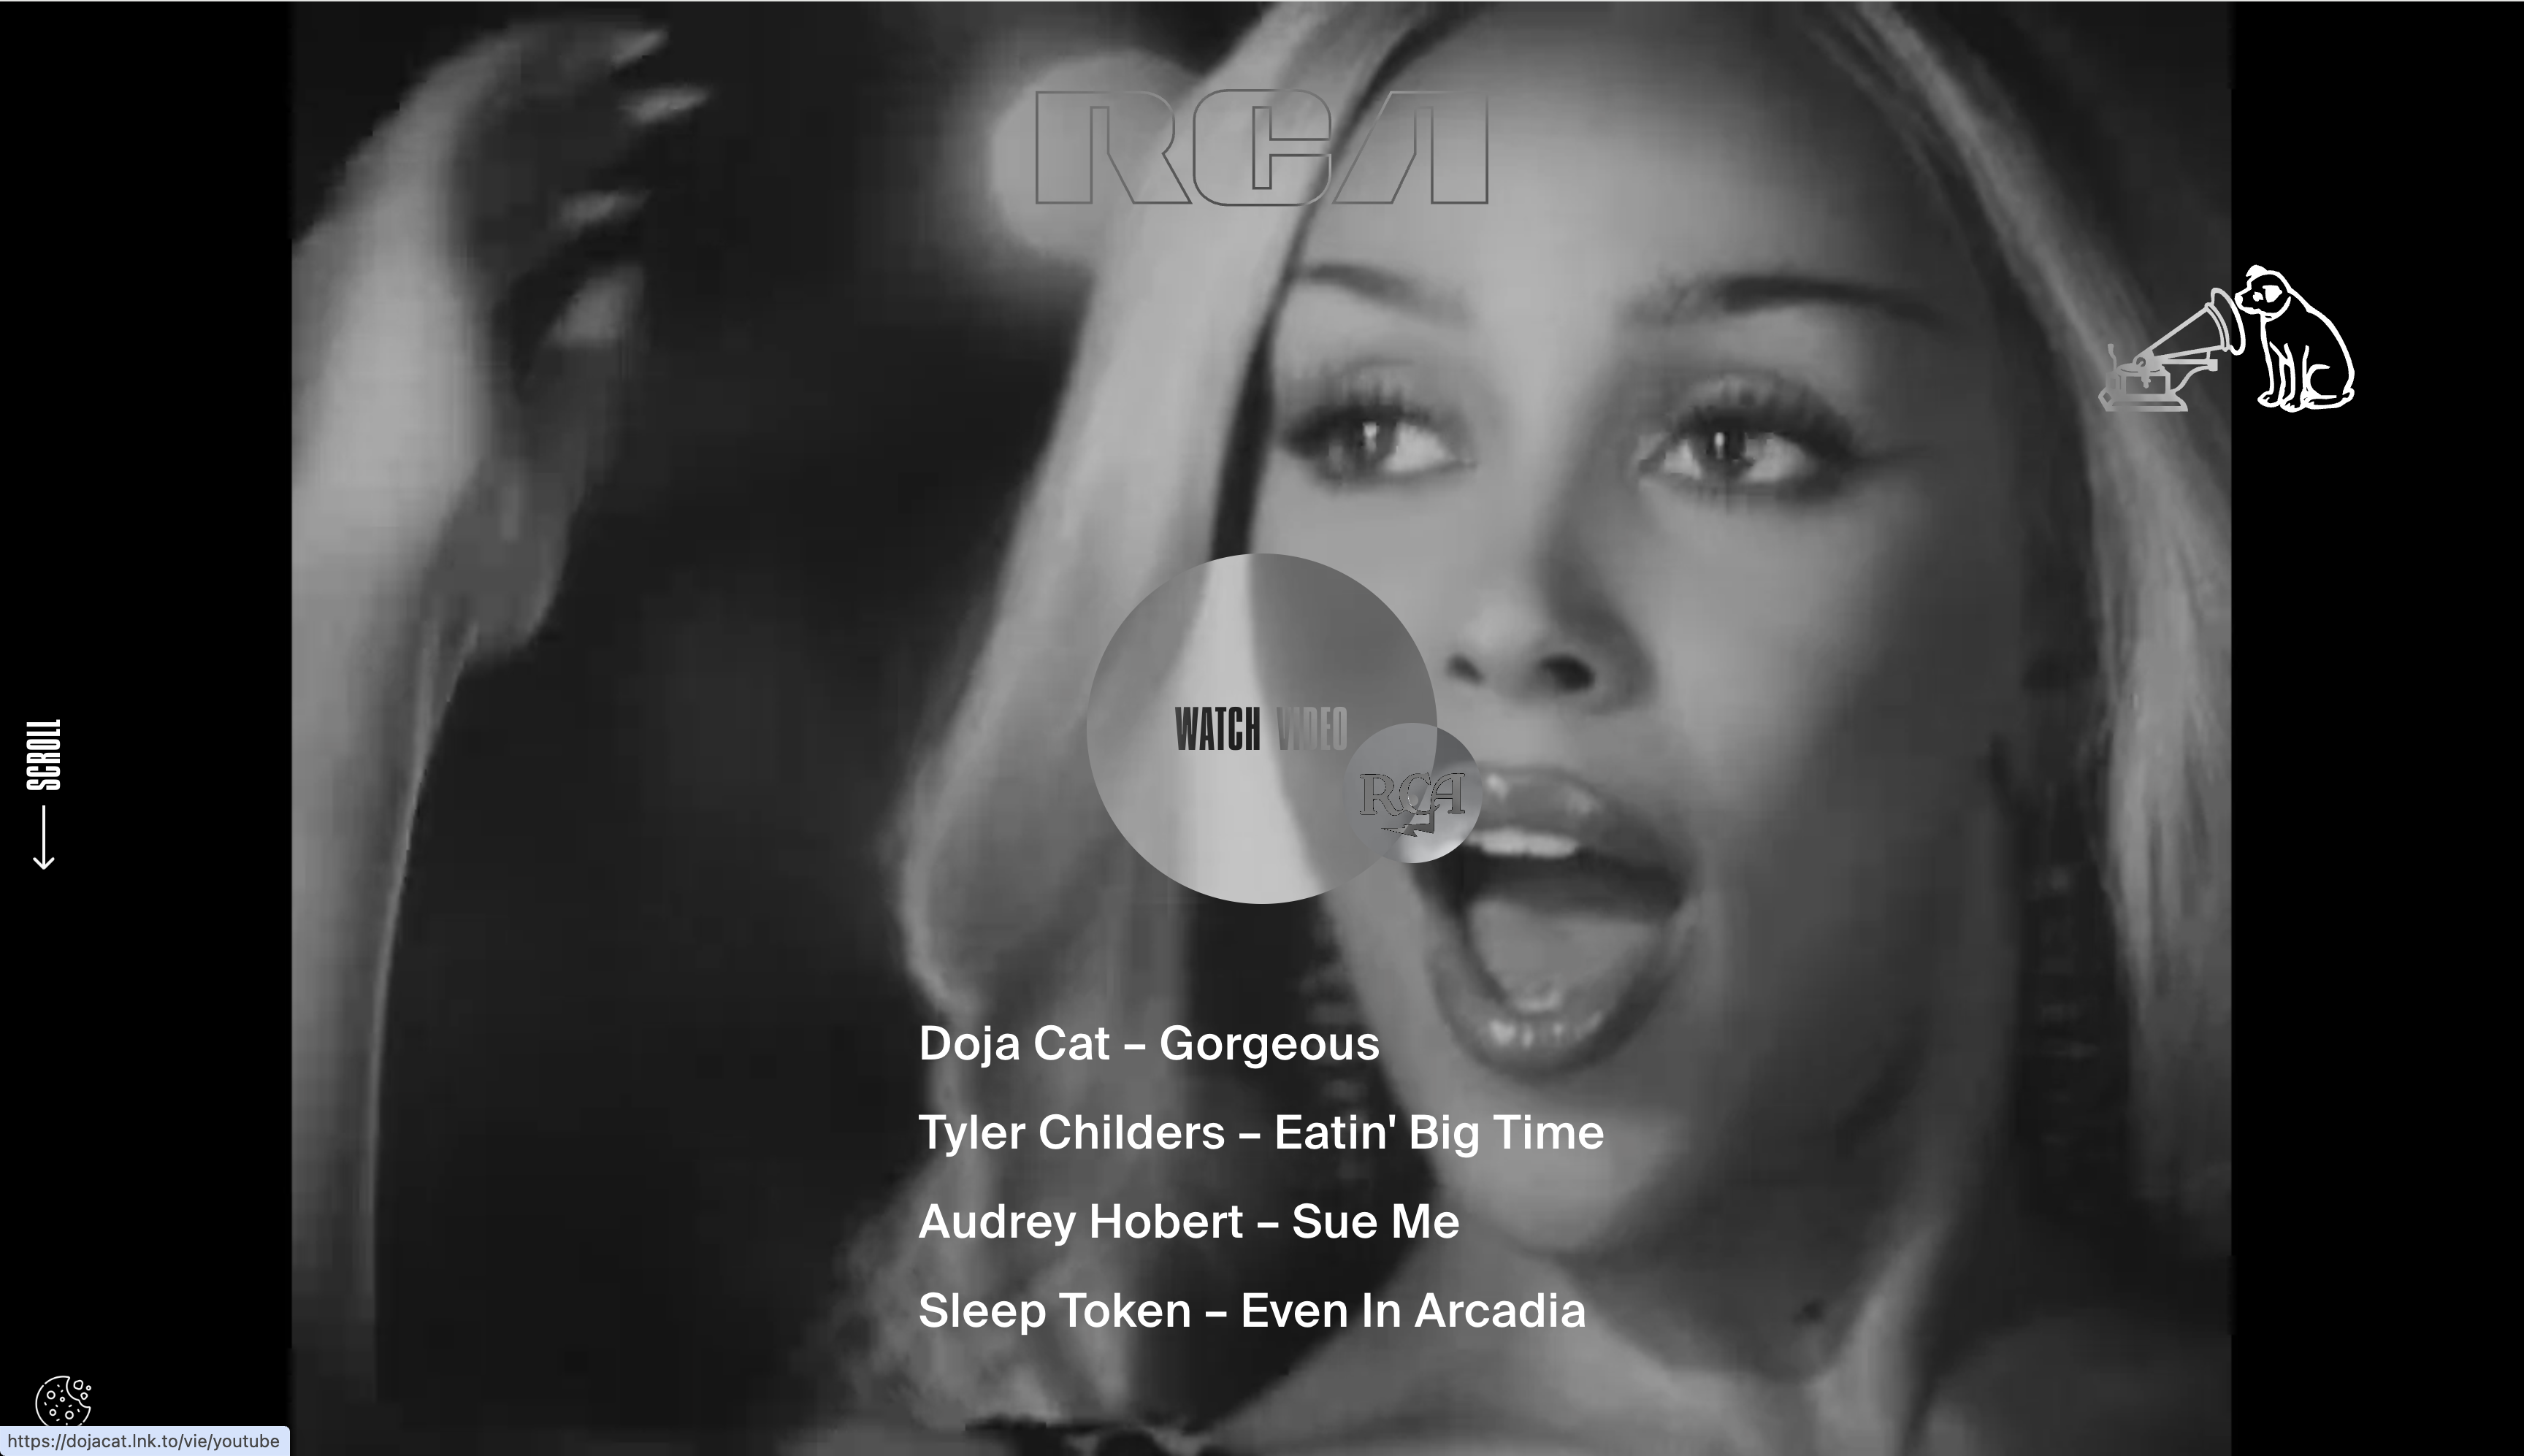 RCA
WATCH VIDEO
RCA
SCROLL
Doja Cat – Gorgeous
Tyler Childers – Eatin' Big Time
Audrey Hobert – Sue Me
Sleep Token – Even In Arcadia
https://dojacat.lnk.to/vie/youtube